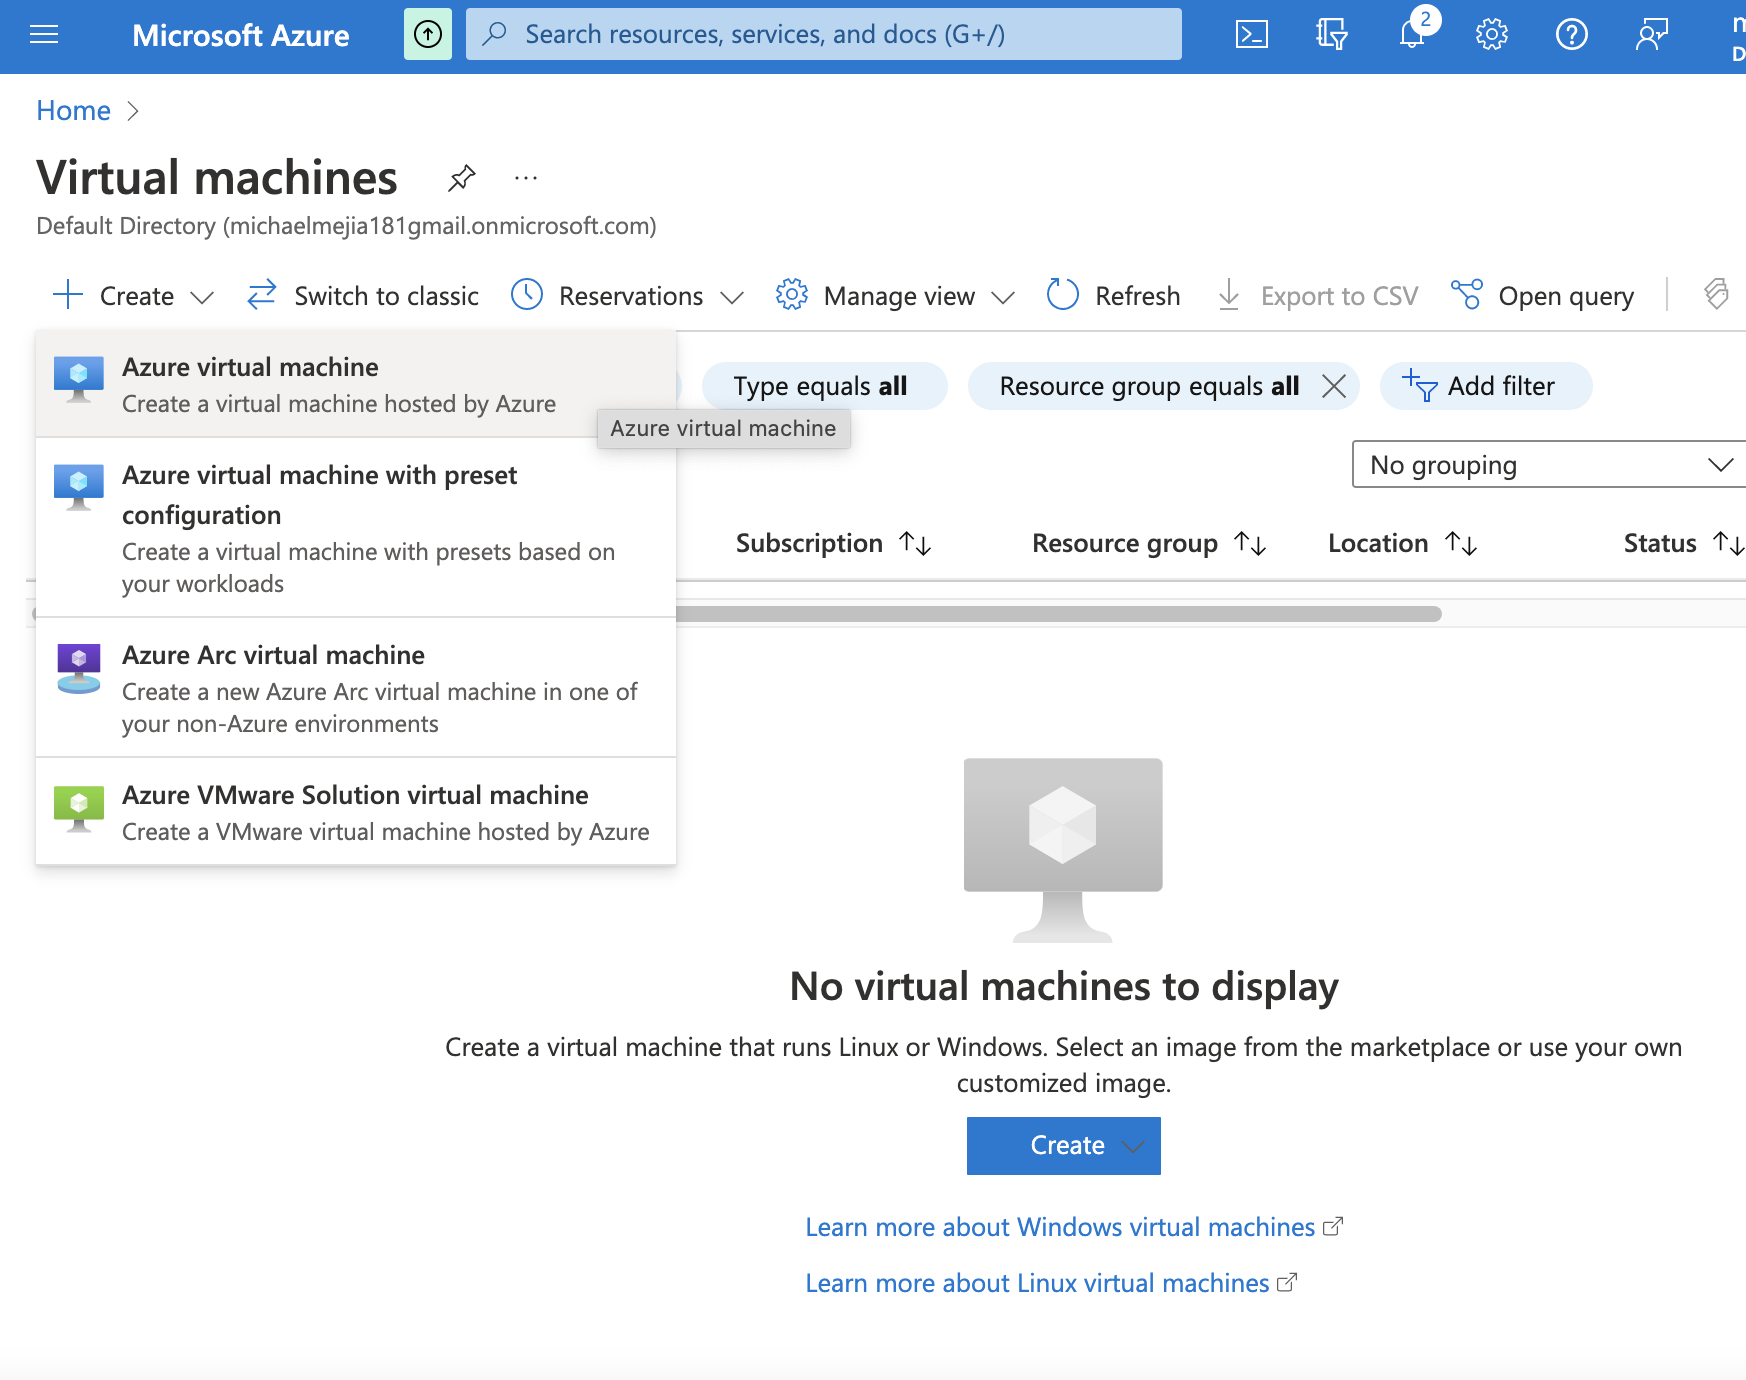 Microsoft Azure
Search resources, services, and docs (G+/)
2
Home
Virtual machines
Default Directory (michaelmejia181gmail.onmicrosoft.com)
Create
Switch to classic
Reservations
Manage view
Refresh
Export to CSV
Open query
Azure virtual machine
Create a virtual machine hosted by Azure
Type equals all
Resource group equals all
Add filter
Azure virtual machine
No grouping
Azure virtual machine with preset
configuration
Create a virtual machine with presets based on
your workloads
Subscription
Resource group
Location
Status
Azure Arc virtual machine
Create a new Azure Arc virtual machine in one of
your non-Azure environments
Azure VMware Solution virtual machine
Create a VMware virtual machine hosted by Azure
No virtual machines to display
Create a virtual machine that runs Linux or Windows. Select an image from the marketplace or use your own
customized image.
Create
Learn more about Windows virtual machines
Learn more about Linux virtual machines